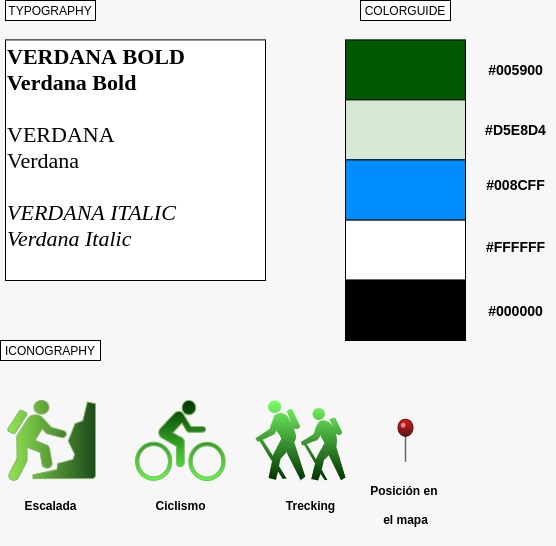 TYPOGRAPHY
VERDANA BOLD
Verdana Bold
VERDANA
Verdana
VERDANA ITALIC
Verdana Italic
COLORGUIDE
#005900
#D5E8D4
#008CFF
#FFFFFF
#000000
ICONOGRAPHY
Escalada
Ciclismo
Trecking
Posición en
el mapa